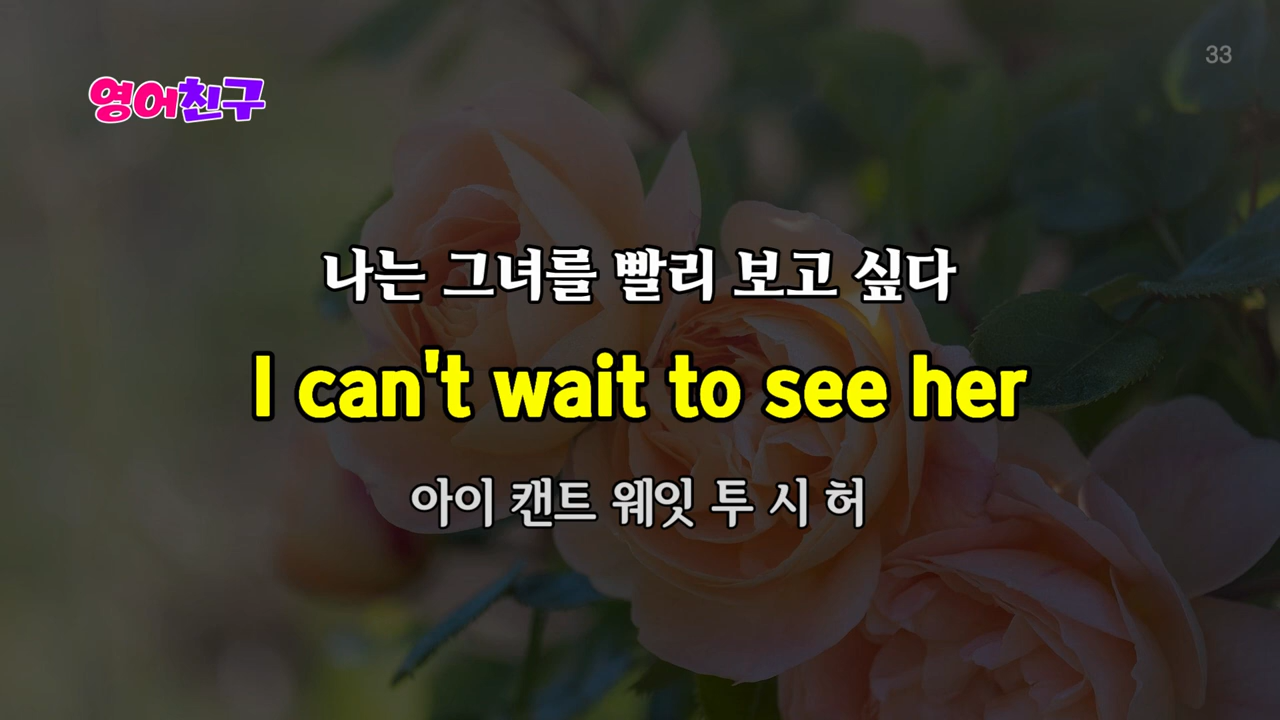 33
영어친구
나는 그녀를 빨리 보고 싶다
I can't wait to see her
아이 캔트 웨잇 투 시 허